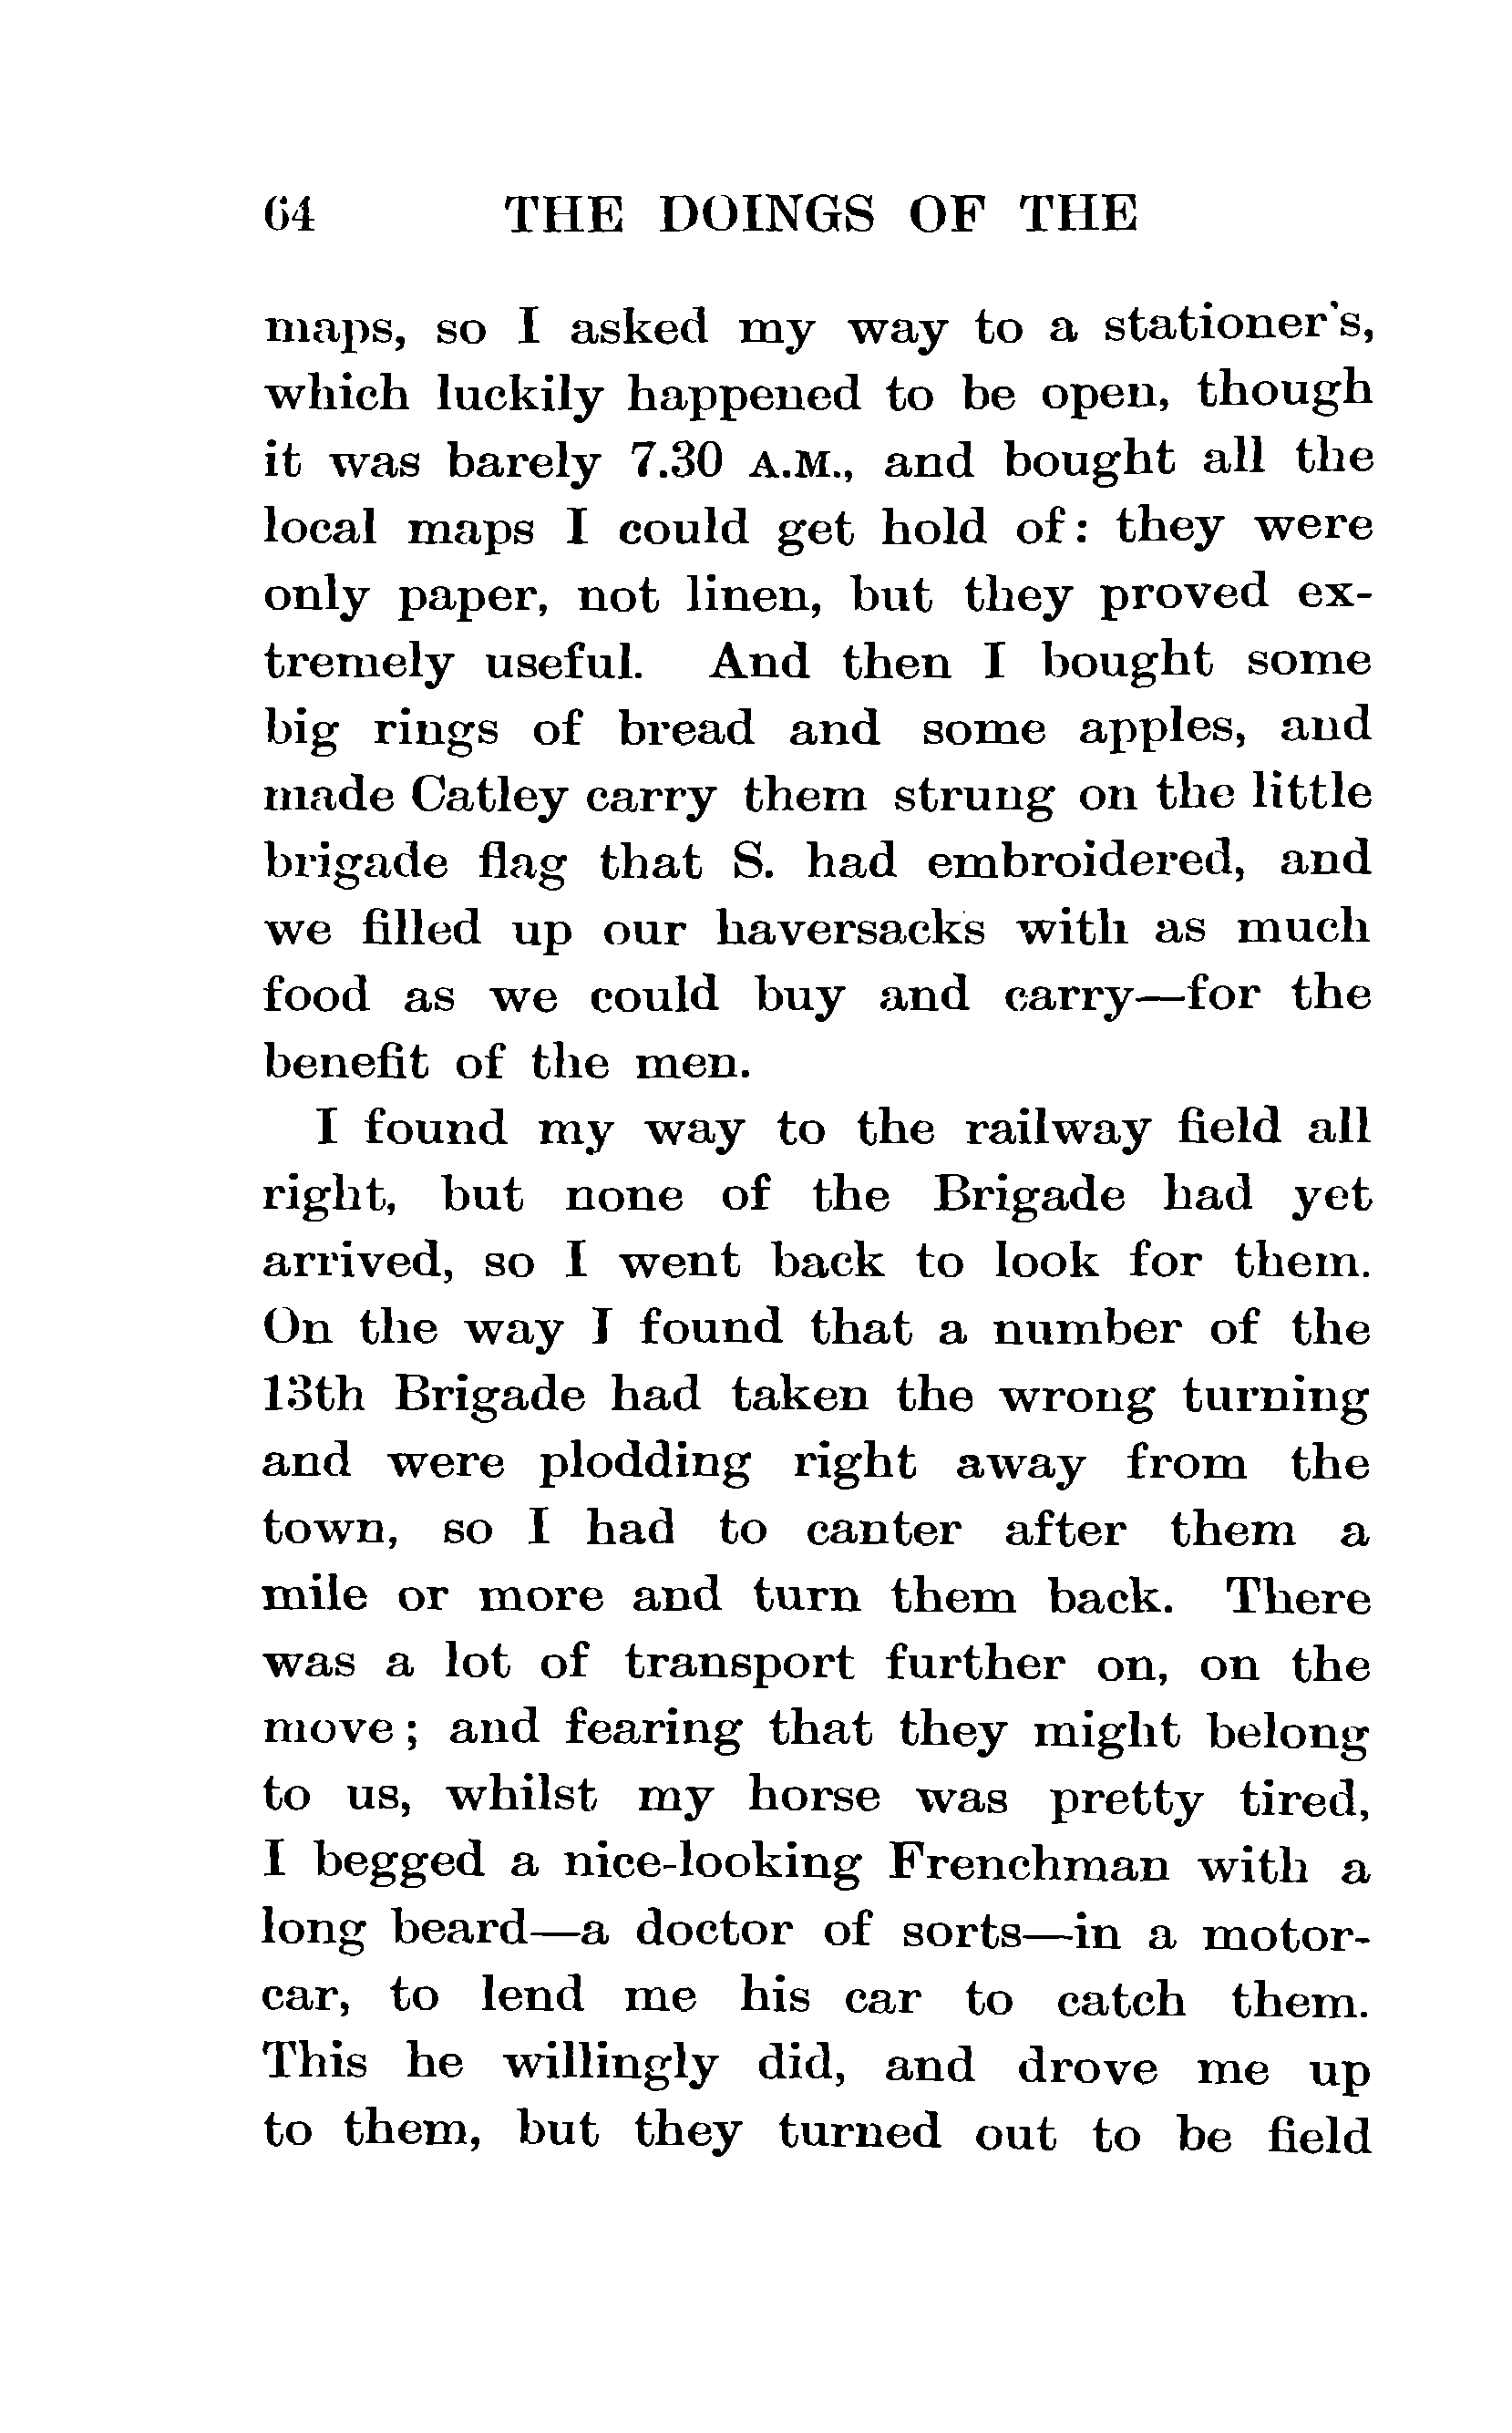 64 THE DOINGS OF THE
maps, so I asked my way to a stationer's,
which luckily happened to be open, though
it was barely 7.30 A.M., and bought all the
local maps I could get hold of: they were
only paper, not linen, but they proved ex-
tremely useful. And then I bought some
big rings of bread and some apples, and
made Catley carry them strung on the little
brigade flag that S. had embroidered, and
we filled up our haversacks with as much
food as we could buy and carry—for the
benefit of the men.
I found my way to the railway field all
right, but none of the Brigade had yet
arrived, so I went back to look for them.
On the way I found that a number of the
13th Brigade had taken the wrong turning
and were plodding right away from the
town, so I had to canter after them a
mile or more and turn them back. There
was a lot of transport further on, on the
move; and fearing that they might belong
to us, whilst my horse was pretty tired,
I begged a nice-looking Frenchman with a
long beard—a doctor of sorts—in a motor-
car, to lend me his car to catch them.
This he willingly did, and drove me up
to them, but they turned out to be field